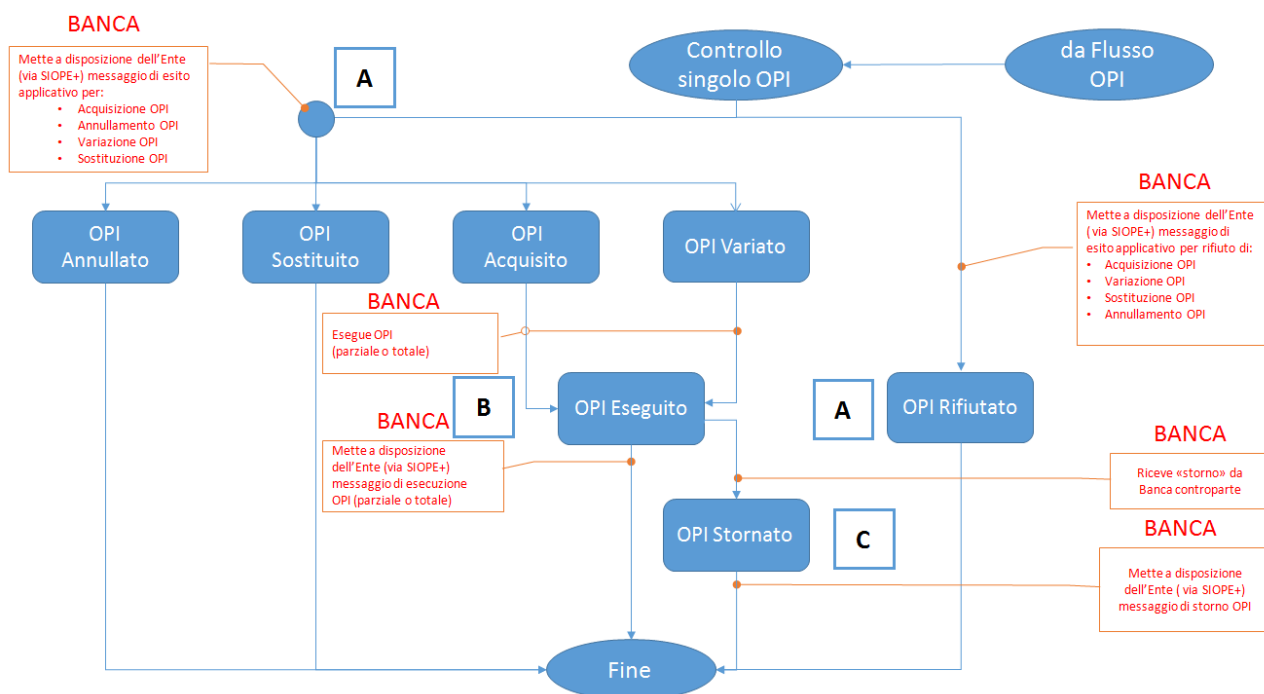 BANCA
Mette a disposizione dell'Ente
(via SIOPE+) messaggio di esito
applicativo per:
• Acquisizione OPI
• Annullamento OPI
• Variazione OPI
• Sostituzione OPI
A
Controllo
singolo OPI
da Flusso
OPI
BANCA
Mette a disposizione dell'Ente
( via SIOPE+) messaggio di
esito applicativo per rifiuto di:
• Acquisizione OPI
• Variazione OPI
• Sostituzione OPI
• Annullamento OPI
OPI
Annullato
OPI
Sostituito
OPI
Acquisito
OPI Variato
BANCA
Esegue OPI
(parziale o totale)
B
OPI Eseguito
A
OPI Rifiutato
BANCA
Mette a disposizione
dell'Ente (via SIOPE+)
messaggio di esecuzione
OPI (parziale o totale)
BANCA
Riceve «storno» da
Banca controparte
OPI Stornato
C
BANCA
Mette a disposizione
dell'Ente ( via SIOPE+)
messaggio di storno OPI
Fine